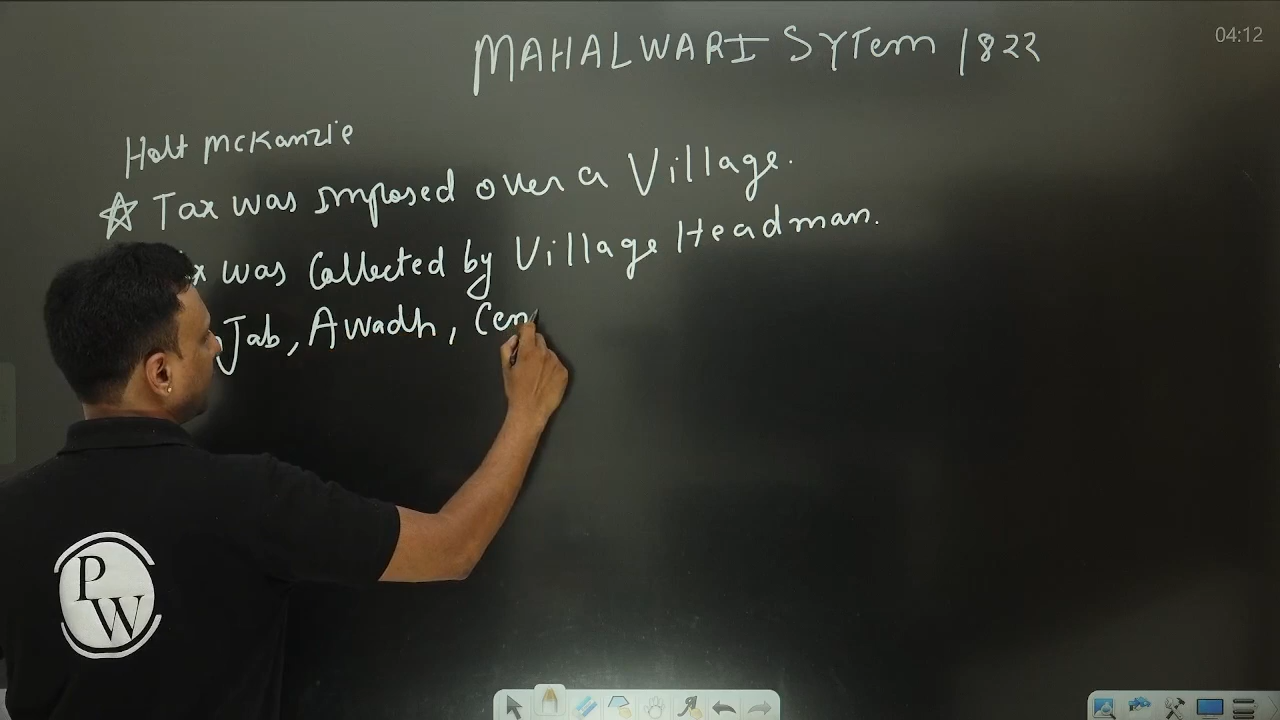 04:12
MAHALWARI SYTem 1822
Holt McKanzie
Tax was Imposed over a Village.
x was Collected by Village Headman.
Jab, Awadh, Cen
PW